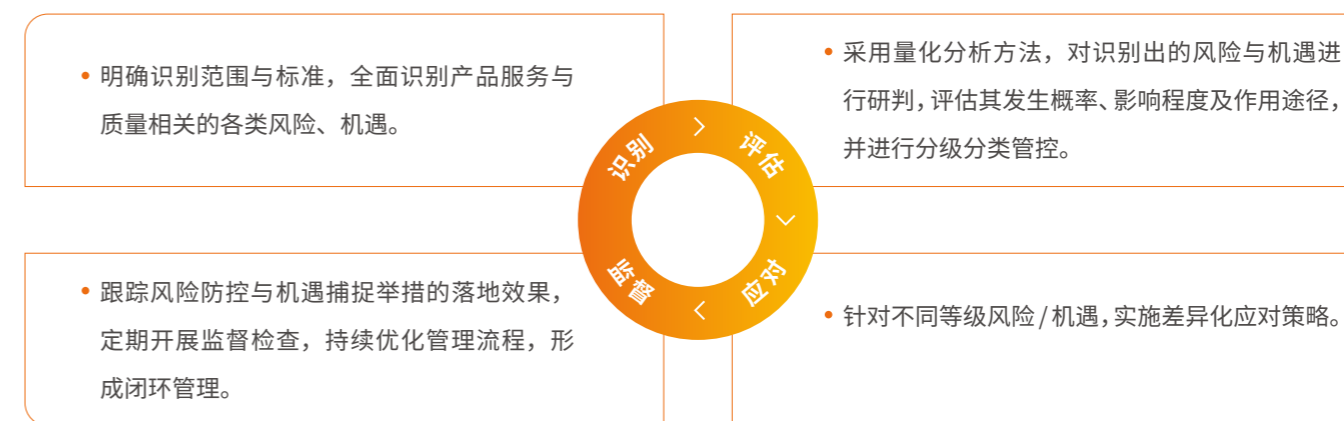 • 明确识别范围与标准，全面识别产品服务与
质量相关的各类风险、机遇。
• 采用量化分析方法，对识别出的风险与机遇进
行研判，评估其发生概率、影响程度及作用途径，
并进行分级分类管控。
识别
评估
应对
监督
• 跟踪风险防控与机遇捕捉举措的落地效果，
定期开展监督检查，持续优化管理流程，形
成闭环管理。
• 针对不同等级风险 / 机遇，实施差异化应对策略。